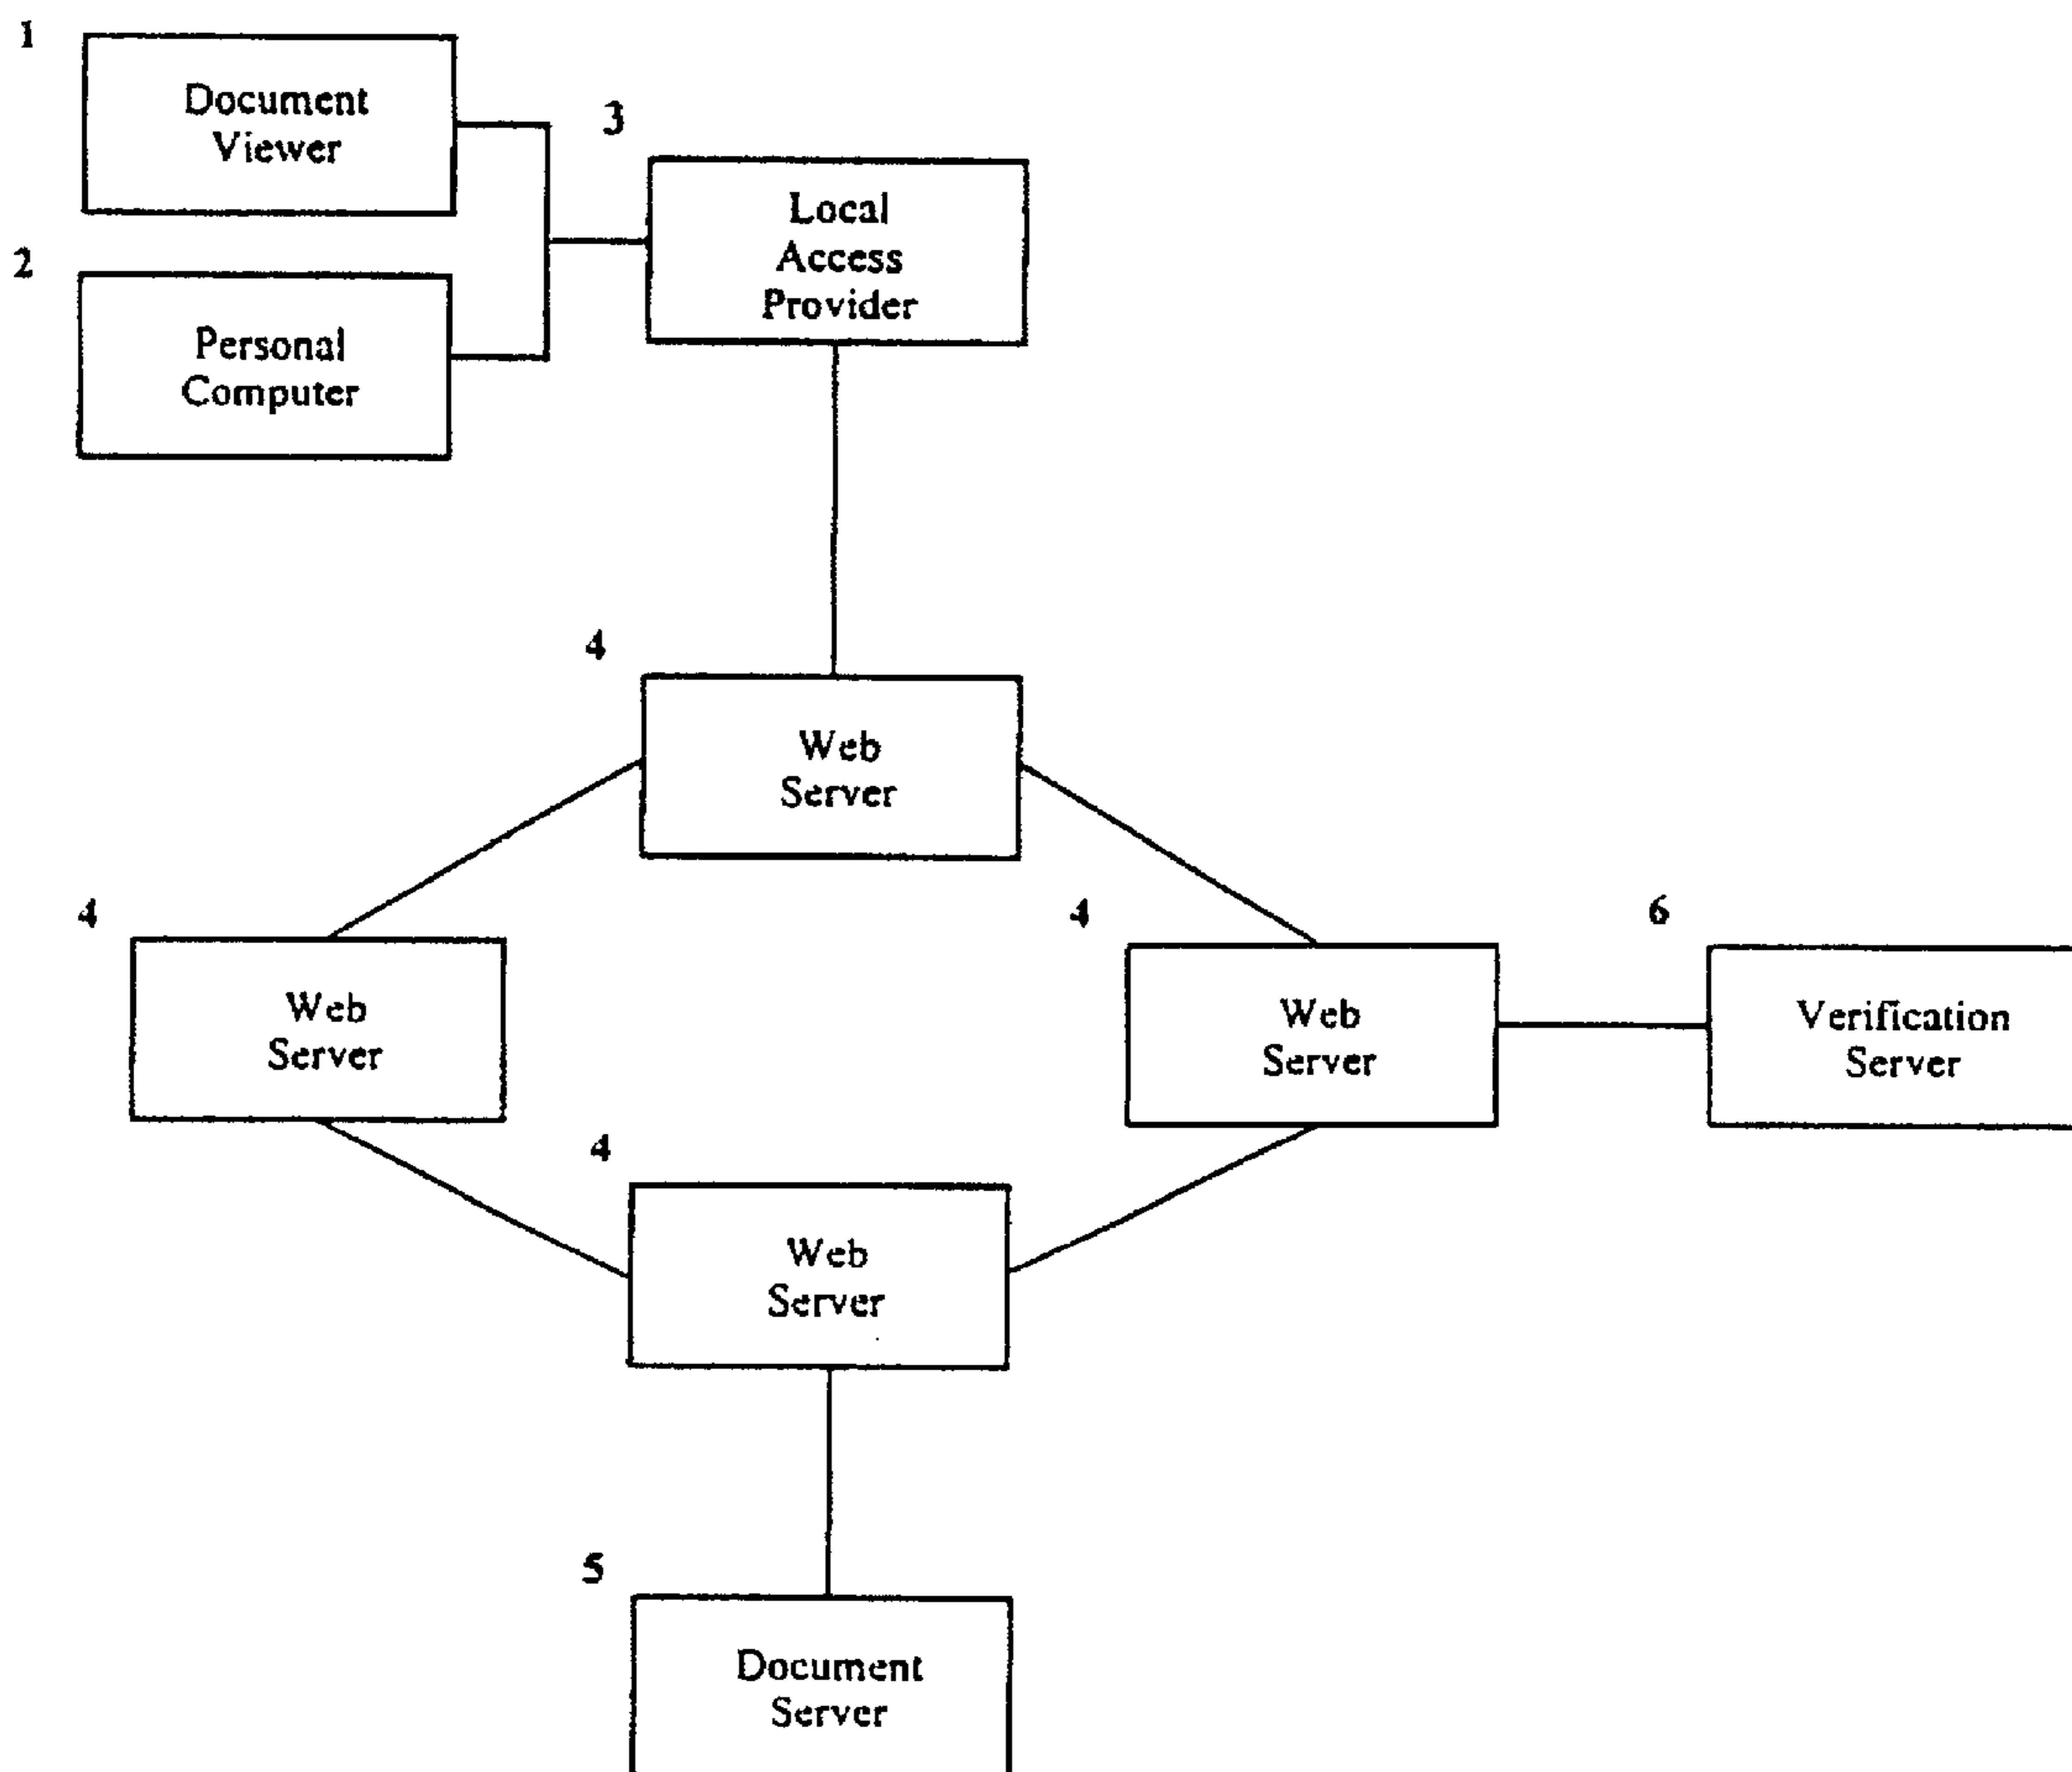 1
Document
Viewer
3
Local
Access
Provider
2
Personal
Computer
4
Web
Server
4
Web
Server
4
Web
Server
6
Verification
Server
4
Web
Server
5
Document
Server